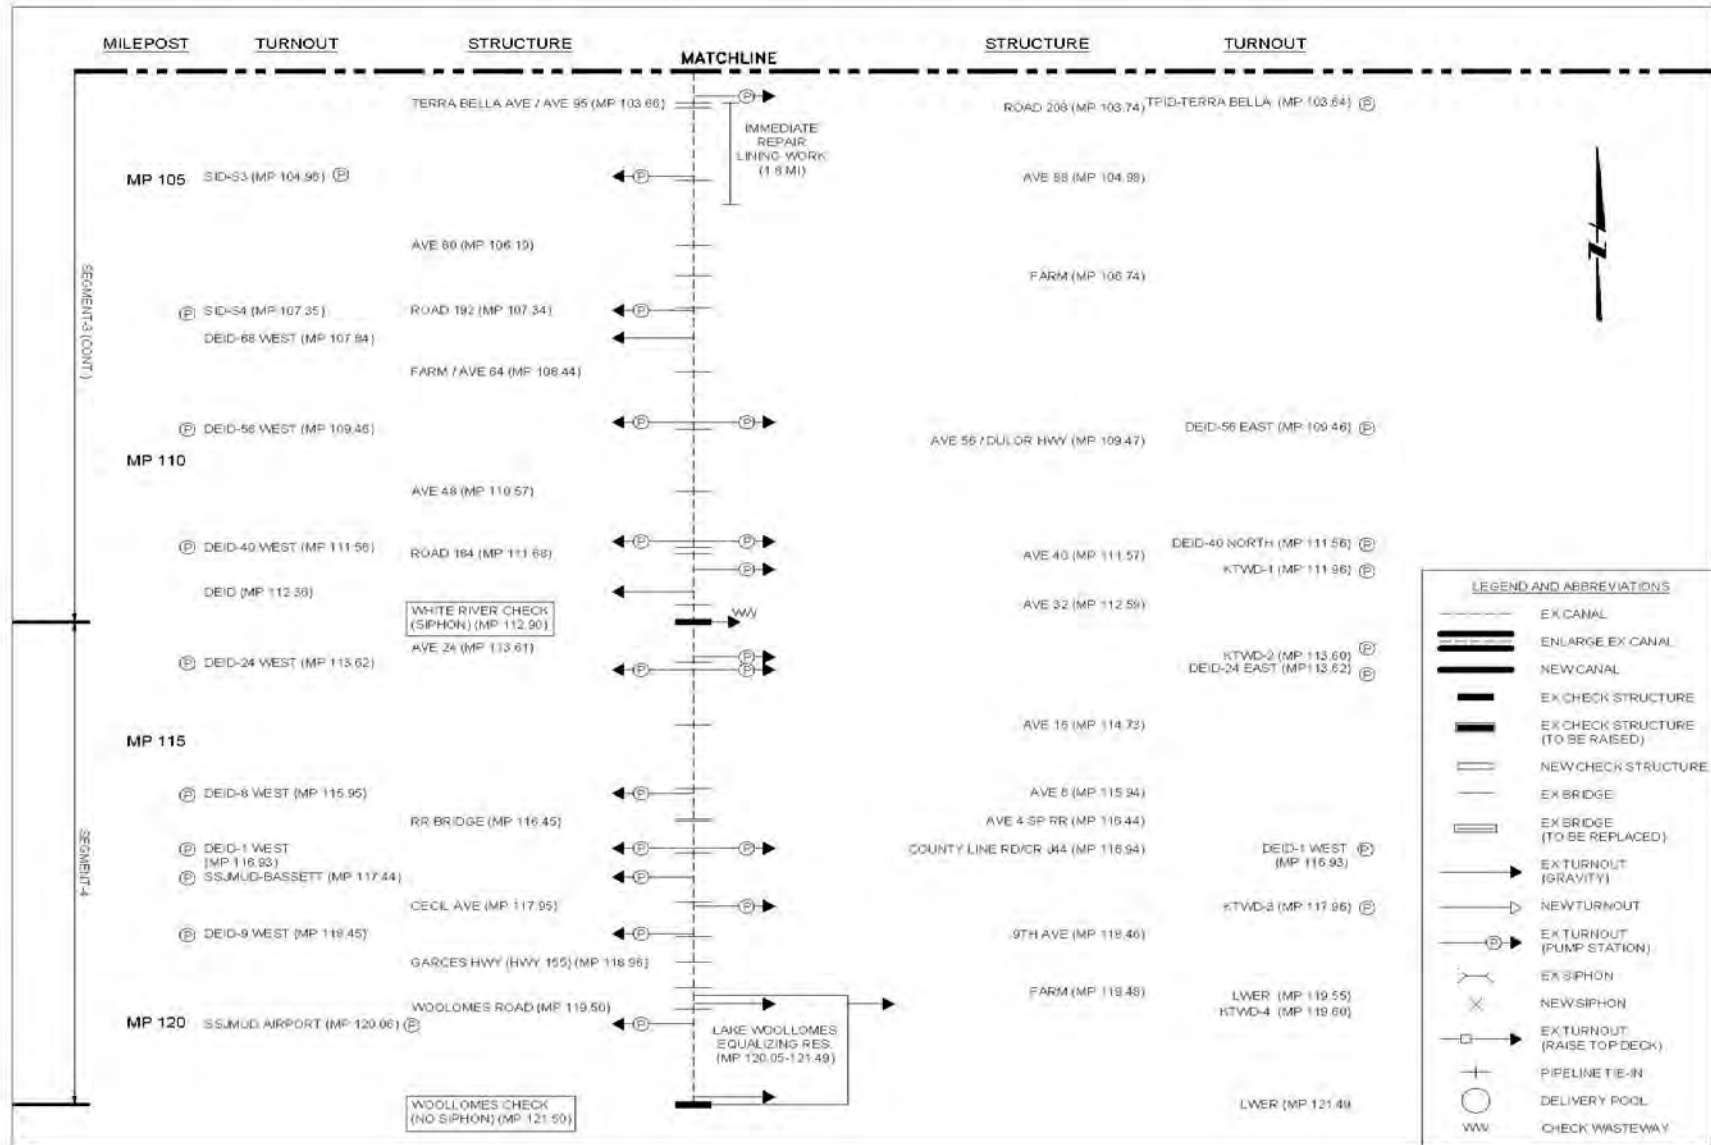 MILEPOST TURNOUT STRUCTURE STRUCTURE TURNOUT
MATCHLINE
TERRA BELLA AVE / AVE 95 (MP 103.66) Ⓟ ROAD 208 (MP 103.74) TPID-TERRA BELLA (MP 103.64) Ⓟ
IMMEDIATE
REPAIR
LINING WORK
(1.6 MI)
MP 105 SID-S3 (MP 104.96) Ⓟ Ⓟ AVE 88 (MP 104.98)
AVE 80 (MP 106.10)
FARM (MP 106.74)
SEGMENT-3 (CONT.)
Ⓟ SID-S4 (MP 107.35) ROAD 192 (MP 107.34) Ⓟ
DEID-68 WEST (MP 107.84)
FARM / AVE 64 (MP 108.44)
Ⓟ DEID-56 WEST (MP 109.46) Ⓟ Ⓟ DEID-56 EAST (MP 109.46) Ⓟ
AVE 56 / DULOR HWY (MP 109.47)
MP 110
AVE 48 (MP 110.57)
Ⓟ DEID-40 WEST (MP 111.56) Ⓟ Ⓟ DEID-40 NORTH (MP 111.56) Ⓟ
ROAD 184 (MP 111.68) AVE 40 (MP 111.57)
Ⓟ KTWD-1 (MP 111.96) Ⓟ
DEID (MP 112.36)
AVE 32 (MP 112.59)
WHITE RIVER CHECK
(SIPHON) (MP 112.90)
WW
AVE 24 (MP 113.61)
Ⓟ KTWD-2 (MP 113.60) Ⓟ
Ⓟ DEID-24 WEST (MP 113.62) Ⓟ Ⓟ DEID-24 EAST (MP113.62) Ⓟ
AVE 16 (MP 114.73)
MP 115
SEGMENT-4
Ⓟ DEID-8 WEST (MP 115.95) Ⓟ AVE 8 (MP 115.94)
RR BRIDGE (MP 116.45) AVE 4 SP RR (MP 116.44)
Ⓟ DEID-1 WEST Ⓟ Ⓟ COUNTY LINE RD/CR J44 (MP 116.94) DEID-1 WEST Ⓟ
(MP 116.93) (MP 116.93)
Ⓟ SSJMUD-BASSETT (MP 117.44) Ⓟ
CECIL AVE (MP 117.95) Ⓟ KTWD-3 (MP 117.96) Ⓟ
Ⓟ DEID-9 WEST (MP 118.45) Ⓟ 9TH AVE (MP 118.46)
GARCES HWY (HWY 155) (MP 118.96)
FARM (MP 119.48) LWER (MP 119.55)
WOOLOMES ROAD (MP 119.50) KTWD-4 (MP 119.60)
MP 120 SSJMUD AIRPORT (MP 120.06) Ⓟ Ⓟ
LAKE WOOLLOMES
EQUALIZING RES.
(MP 120.05-121.49)
WOOLLOMES CHECK
(NO SIPHON) (MP 121.50)
LWER (MP 121.49
LEGEND AND ABBREVIATIONS
EX CANAL
ENLARGE EX CANAL
NEW CANAL
EX CHECK STRUCTURE
EX CHECK STRUCTURE
(TO BE RAISED)
NEW CHECK STRUCTURE
EX BRIDGE
EX BRIDGE
(TO BE REPLACED)
EX TURNOUT
(GRAVITY)
NEW TURNOUT
Ⓟ EX TURNOUT
(PUMP STATION)
EX SIPHON
NEW SIPHON
EX TURNOUT
(RAISE TOP DECK)
PIPELINE TIE-IN
DELIVERY POOL
WW CHECK WASTEWAY